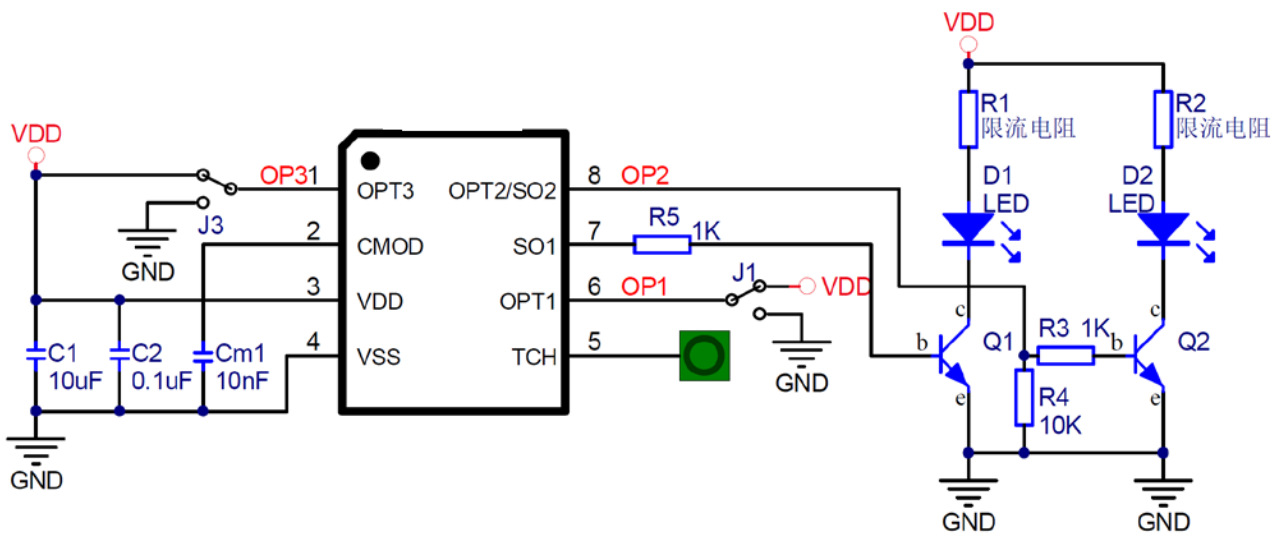 VDD
OP3
1
J3
GND
2
3
4
C1
10uF
C2
0.1uF
Cm1
10nF
GND
OPT3
CMOD
VDD
VSS
OPT2/SO2
SO1
OPT1
TCH
8
OP2
7
R5
1K
6
OP1
J1
VDD
5
GND
VDD
R1
限流电阻
R2
限流电阻
D1
LED
D2
LED
c
b
e
Q1
R3
1K
R4
10K
c
b
e
Q2
GND
GND